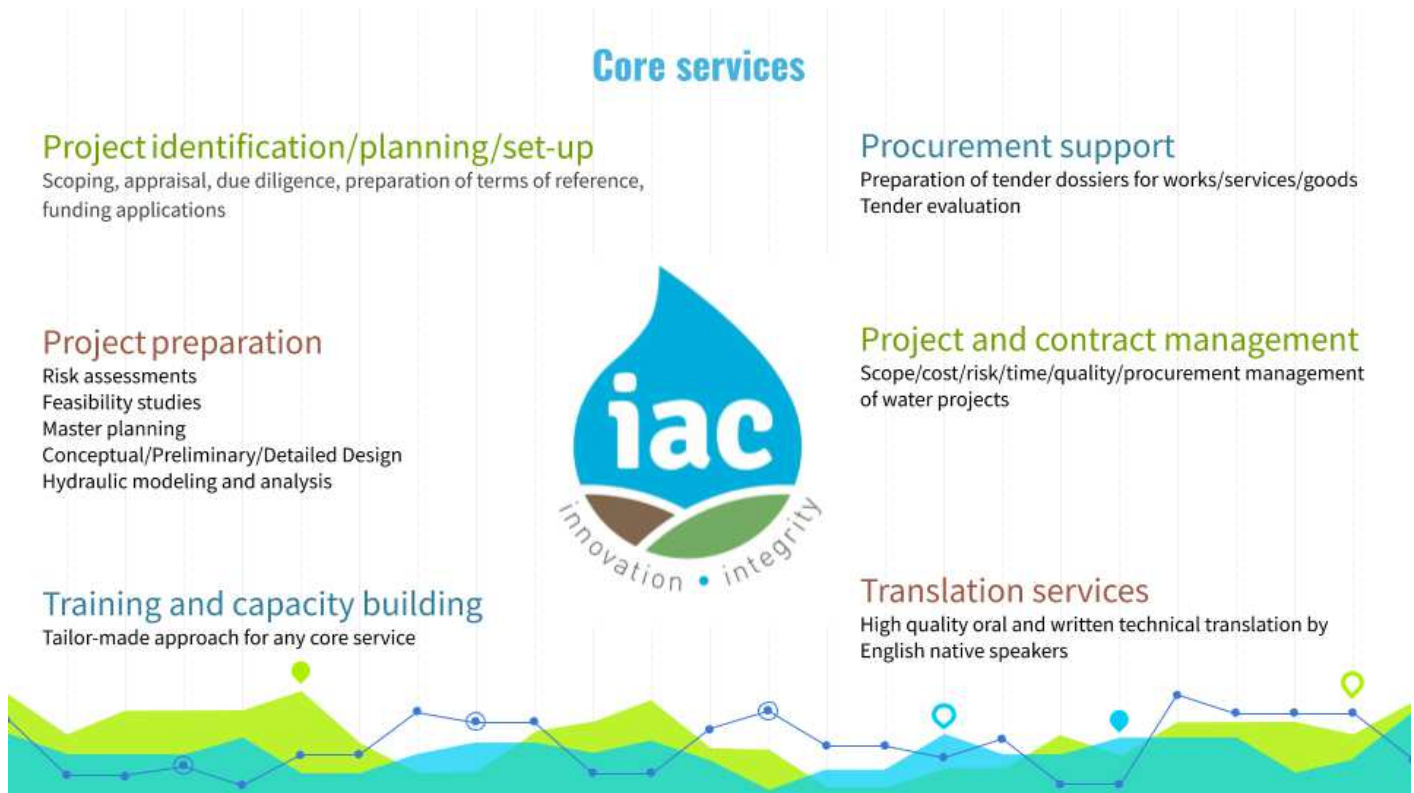 Core services
Project identification/planning/set-up
Scoping, appraisal, due diligence, preparation of terms of reference,
funding applications
Project preparation
Risk assessments
Feasibility studies
Master planning
Conceptual/Preliminary/Detailed Design
Hydraulic modeling and analysis
Training and capacity building
Tailor-made approach for any core service
iac
innovation • integrity
Procurement support
Preparation of tender dossiers for works/services/goods
Tender evaluation
Project and contract management
Scope/cost/risk/time/quality/procurement management
of water projects
Translation services
High quality oral and written technical translation by
English native speakers